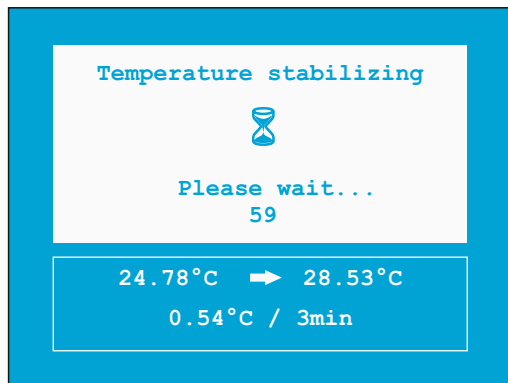 Temperature stabilizing
Please wait...
59
24.78°C ➡ 28.53°C
0.54°C / 3min